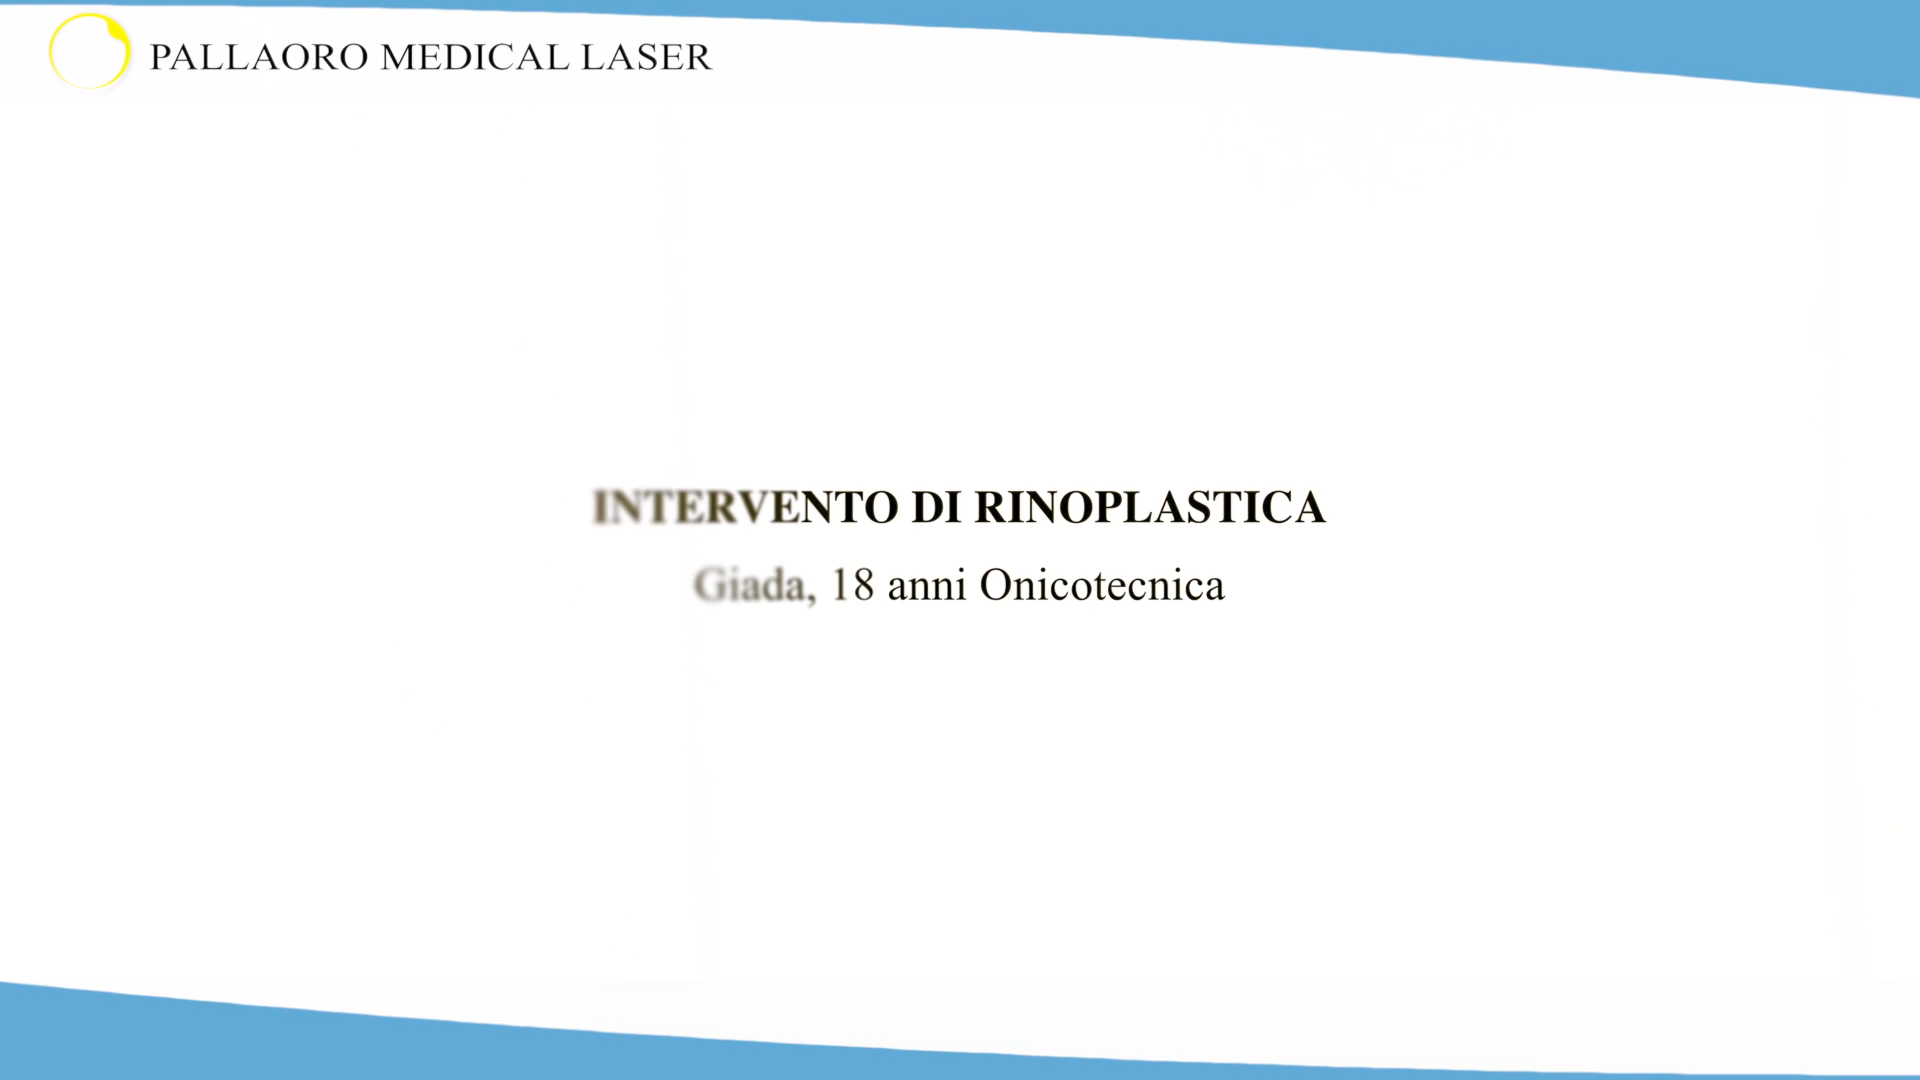 PALLAORO MEDICAL LASER
INTERVENTO DI RINOPLASTICA
Giada, 18 anni Onicotecnica